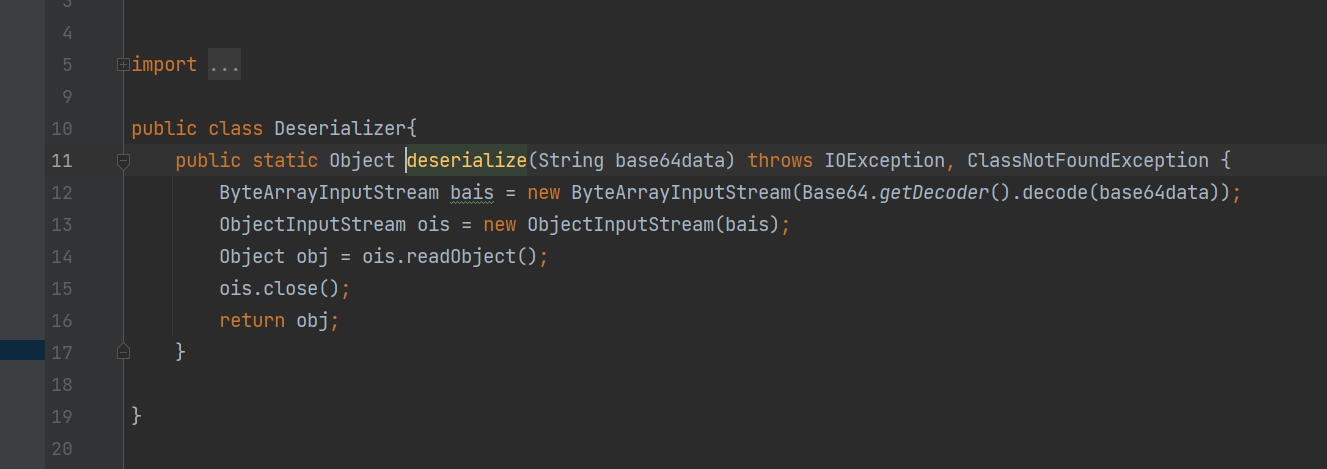 3
4
5 import ...
9
10 public class Deserializer{
11 public static Object deserialize(String base64data) throws IOException, ClassNotFoundException {
12 ByteArrayInputStream bais = new ByteArrayInputStream(Base64.getDecoder().decode(base64data));
13 ObjectInputStream ois = new ObjectInputStream(bais);
14 Object obj = ois.readObject();
15 ois.close();
16 return obj;
17 }
18
19 }
20